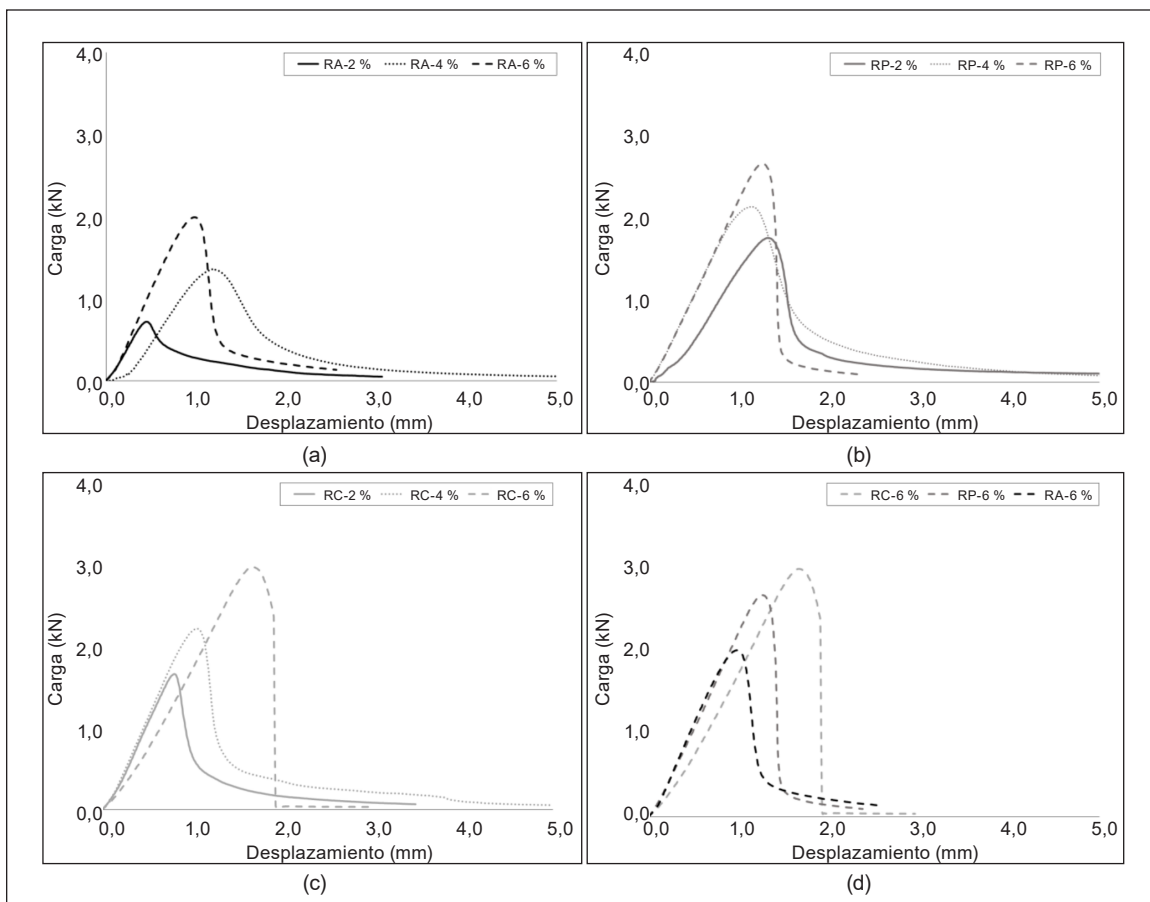 4,0
RA-2 % RA-4 % RA-6 %
3,0
2,0
1,0
0,0
Carga (kN)
0,0 1,0 2,0 3,0 4,0 5,0
Desplazamiento (mm)
(a)
4,0
RP-2 % RP-4 % RP-6 %
3,0
2,0
1,0
0,0
Carga (kN)
0,0 1,0 2,0 3,0 4,0 5,0
Desplazamiento (mm)
(b)
4,0
RC-2 % RC-4 % RC-6 %
3,0
2,0
1,0
0,0
Carga (kN)
0,0 1,0 2,0 3,0 4,0 5,0
Desplazamiento (mm)
(c)
4,0
RC-6 % RP-6 % RA-6 %
3,0
2,0
1,0
0,0
Carga (kN)
0,0 1,0 2,0 3,0 4,0 5,0
Desplazamiento (mm)
(d)